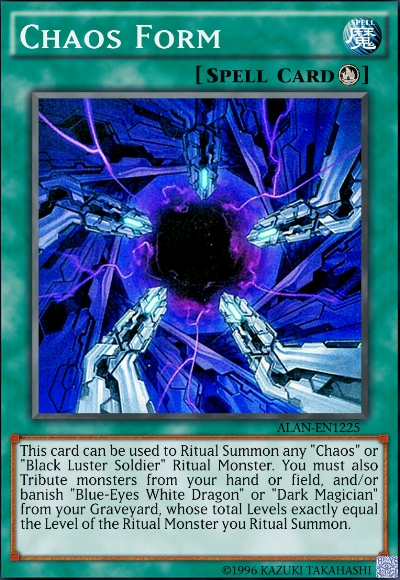 Chaos Form
SPELL
魔
[Spell Card]
ALAN-EN1225
This card can be used to Ritual Summon any "Chaos" or
"Black Luster Soldier" Ritual Monster. You must also
Tribute monsters from your hand or field, and/or
banish "Blue-Eyes White Dragon" or "Dark Magician"
from your Graveyard, whose total Levels exactly equal
the Level of the Ritual Monster you Ritual Summon.
©1996 KAZUKI TAKAHASHI